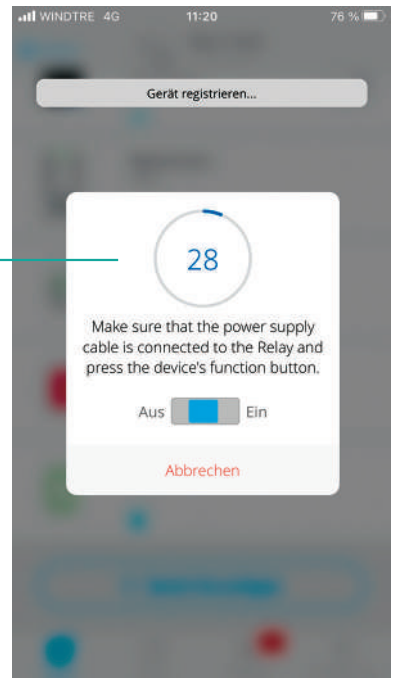 WINDTRE 4G 11:20 76 %
Gerät registrieren...
28
Make sure that the power supply
cable is connected to the Relay and
press the device's function button.
Aus Ein
Abbrechen